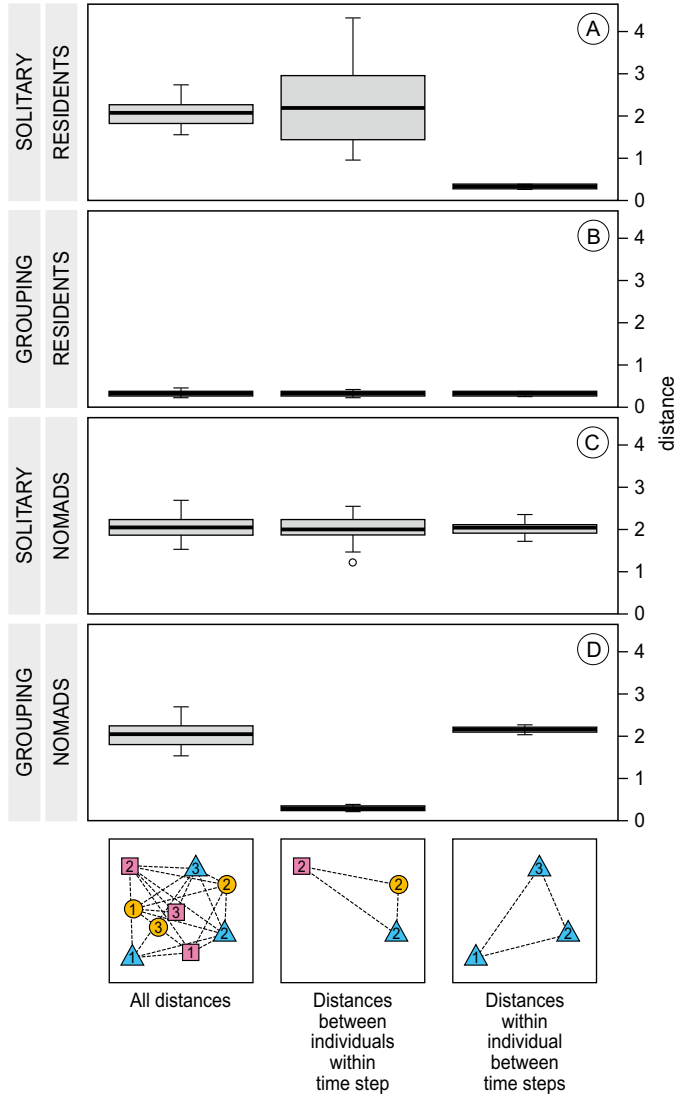 SOLITARY
RESIDENTS
A
4
3
2
1
0
GROUPING
RESIDENTS
B
4
3
2
1
0
distance
SOLITARY
NOMADS
C
4
3
2
1
0
GROUPING
NOMADS
D
4
3
2
1
0
2
3
2
1
3
3
2
1
1
2
2
2
3
2
1
All distances
Distances
between
individuals
within
time step
Distances
within
individual
between
time steps